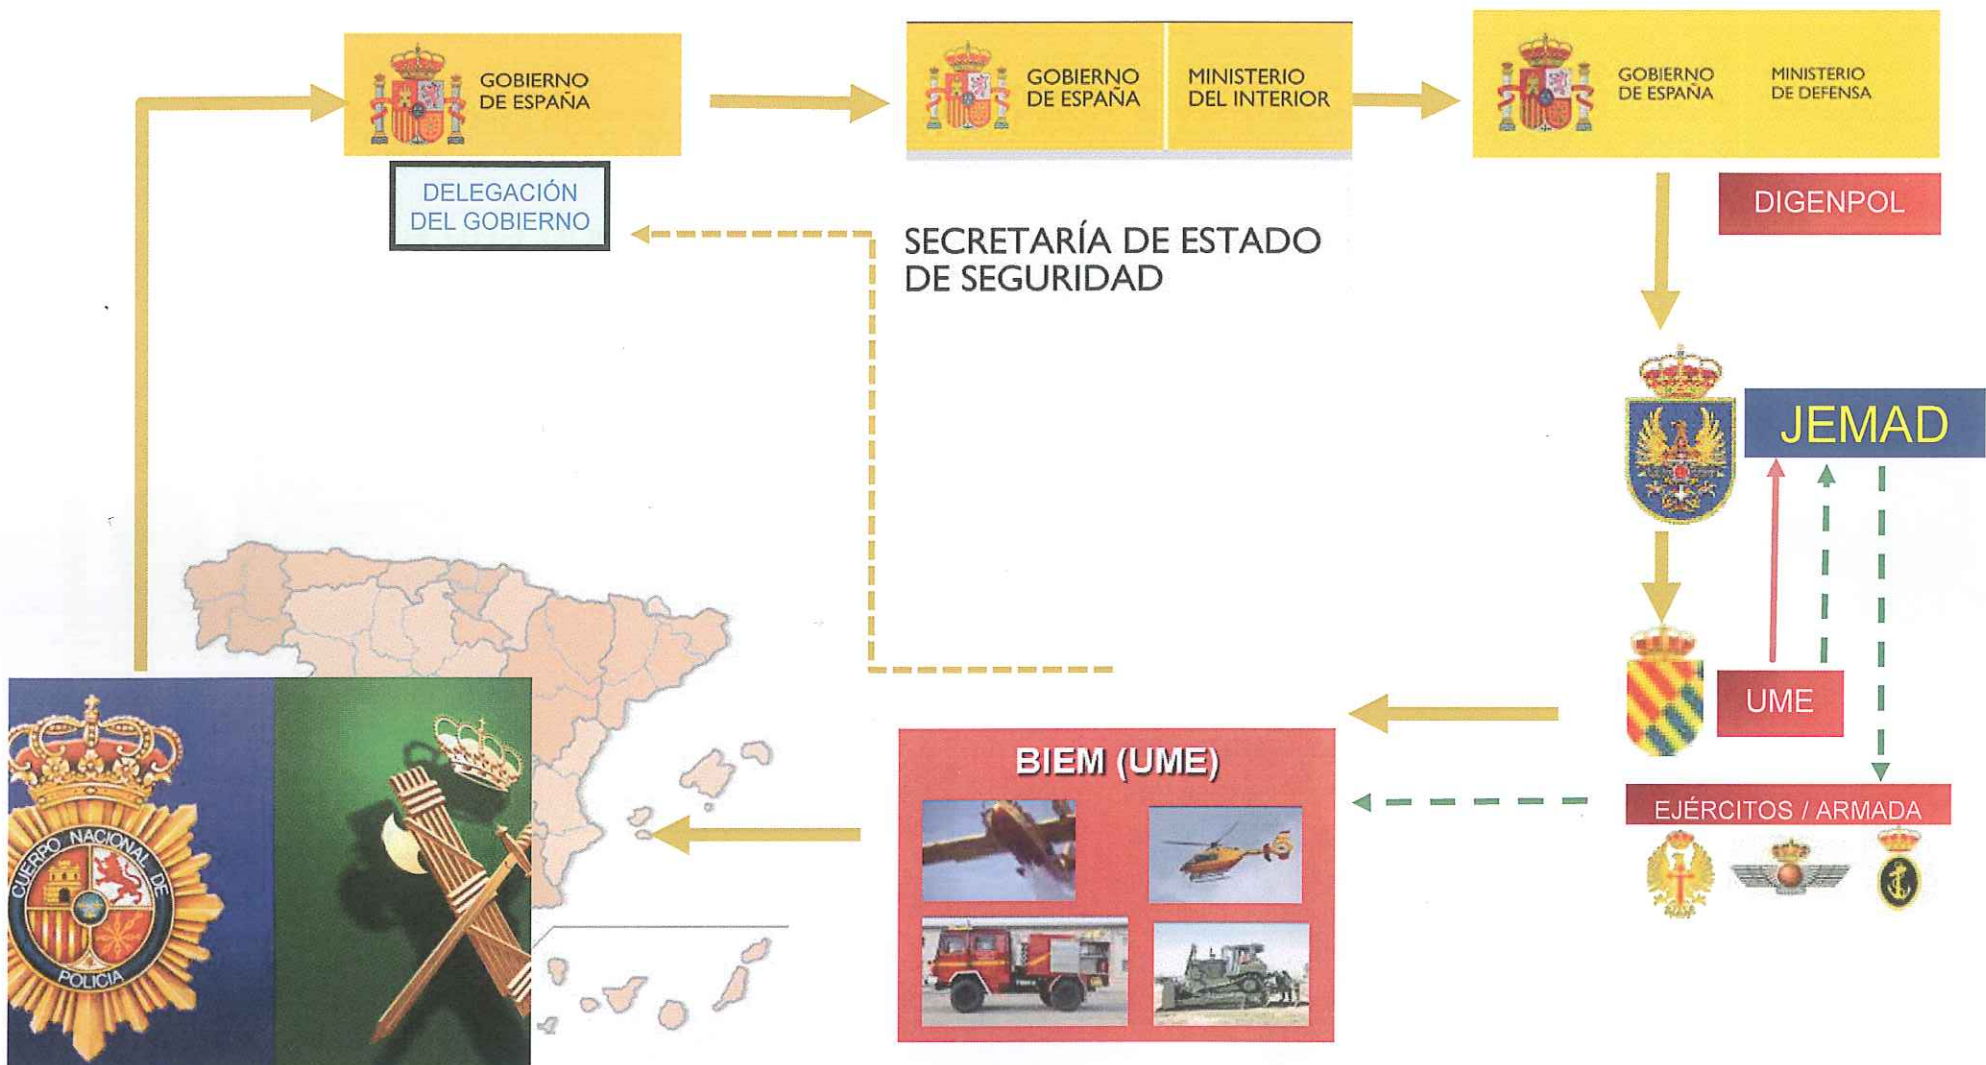 GOBIERNO
DE ESPAÑA
DELEGACIÓN
DEL GOBIERNO
GOBIERNO
DE ESPAÑA
MINISTERIO
DEL INTERIOR
SECRETARÍA DE ESTADO
DE SEGURIDAD
GOBIERNO
DE ESPAÑA
MINISTERIO
DE DEFENSA
DIGENPOL
JEMAD
UME
EJÉRCITOS / ARMADA
BIEM (UME)
CUERPO NACIONAL DE
POLICIA